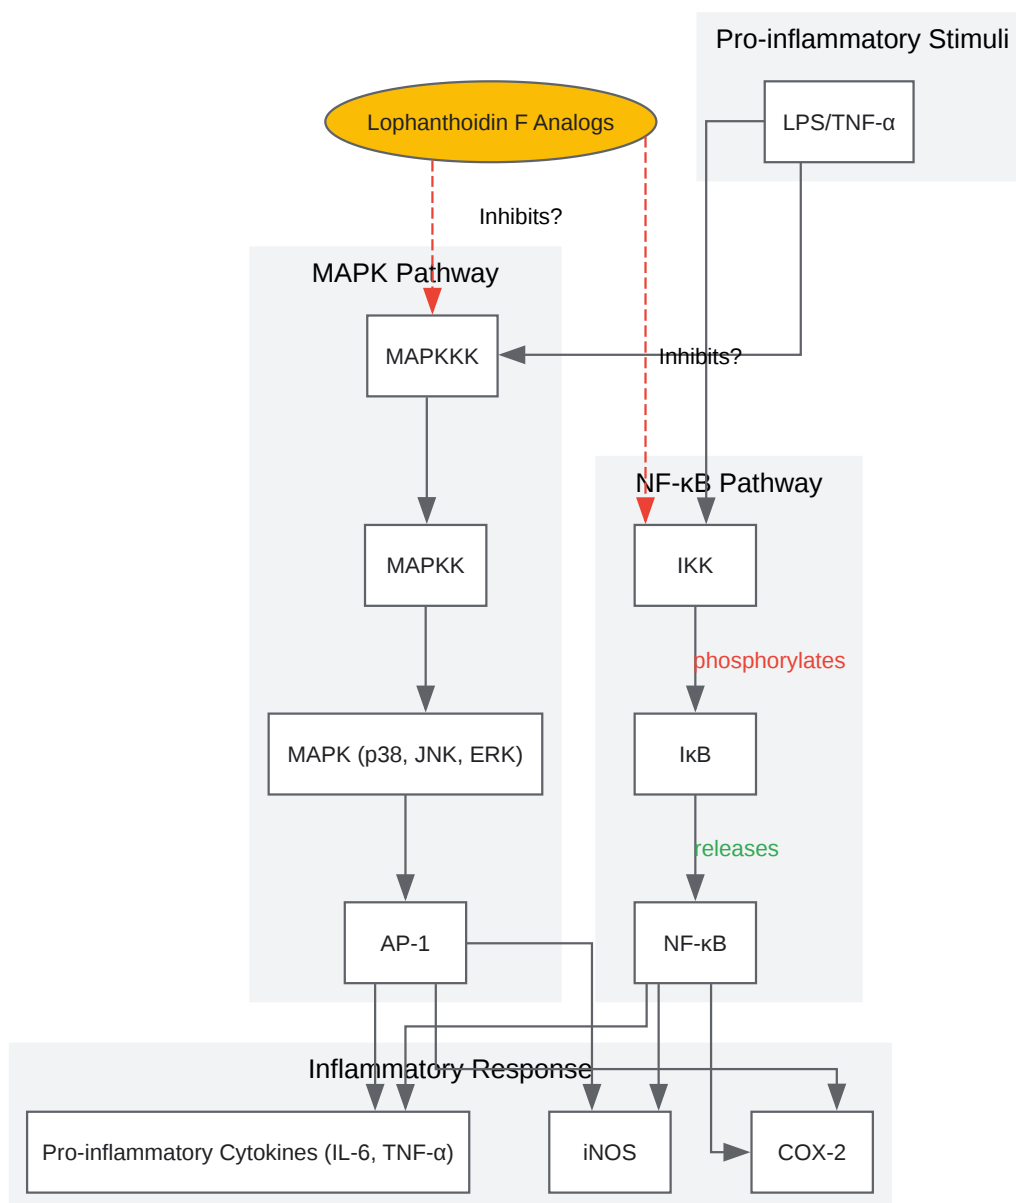 Pro-inflammatory Stimuli
LPS/TNF-α
Lophanthoidin F Analogs
Inhibits?
MAPK Pathway
MAPKKK
Inhibits?
NF-κB Pathway
MAPKK
IKK
phosphorylates
MAPK (p38, JNK, ERK)
IκB
releases
AP-1
NF-κB
Inflammatory Response
Pro-inflammatory Cytokines (IL-6, TNF-α)
iNOS
COX-2